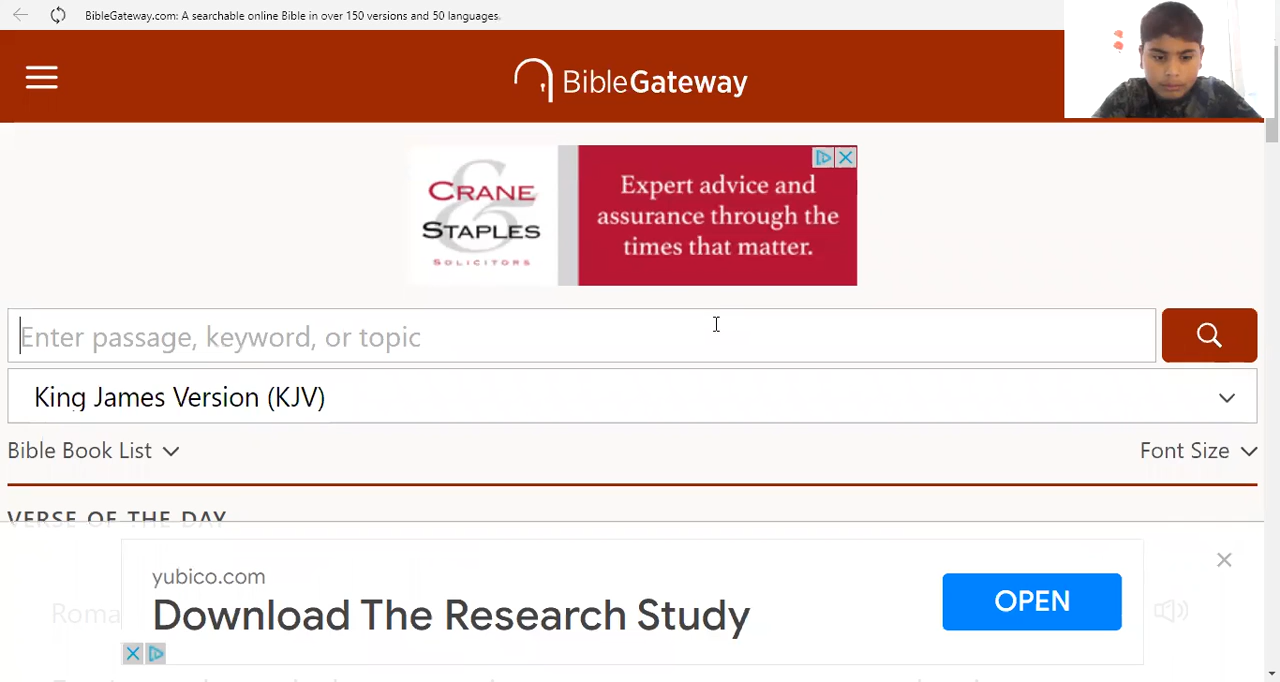 BibleGateway.com: A searchable online Bible in over 150 versions and 50 languages.
BibleGateway
CRANE
&
STAPLES
SOLICITORS
Expert advice and
assurance through the
times that matter.
Enter passage, keyword, or topic
King James Version (KJV)
Bible Book List
Font Size
VERSE OF THE DAY
yubico.com
Download The Research Study
OPEN
Roma